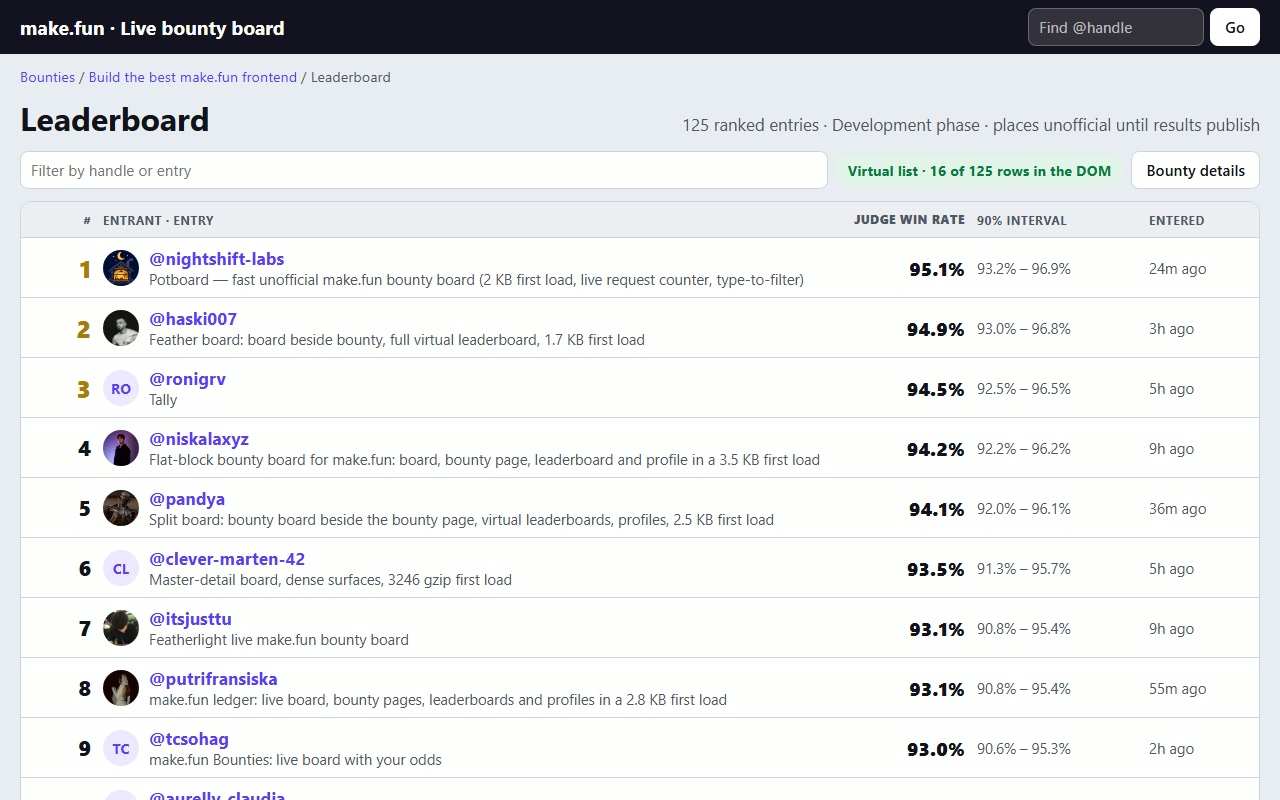 make.fun · Live bounty board
Find @handle
Go
Bounties / Build the best make.fun frontend / Leaderboard
Leaderboard
125 ranked entries · Development phase · places unofficial until results publish
Filter by handle or entry
Virtual list · 16 of 125 rows in the DOM
Bounty details
# ENTRANT · ENTRY JUDGE WIN RATE 90% INTERVAL ENTERED
1 @nightshift-labs 95.1% 93.2% – 96.9% 24m ago
Potboard — fast unofficial make.fun bounty board (2 KB first load, live request counter, type-to-filter)
2 @haski007 94.9% 93.0% – 96.8% 3h ago
Feather board: board beside bounty, full virtual leaderboard, 1.7 KB first load
3 RO @ronigrv 94.5% 92.5% – 96.5% 5h ago
Tally
4 @niskalaxyz 94.2% 92.2% – 96.2% 9h ago
Flat-block bounty board for make.fun: board, bounty page, leaderboard and profile in a 3.5 KB first load
5 @pandya 94.1% 92.0% – 96.1% 36m ago
Split board: bounty board beside the bounty page, virtual leaderboards, profiles, 2.5 KB first load
6 CL @clever-marten-42 93.5% 91.3% – 95.7% 5h ago
Master-detail board, dense surfaces, 3246 gzip first load
7 @itsjusttu 93.1% 90.8% – 95.4% 9h ago
Featherlight live make.fun bounty board
8 @putrifransiska 93.1% 90.8% – 95.4% 55m ago
make.fun ledger: live board, bounty pages, leaderboards and profiles in a 2.8 KB first load
9 TC @tcsohag 93.0% 90.6% – 95.3% 2h ago
make.fun Bounties: live board with your odds
@aurelly_claudia